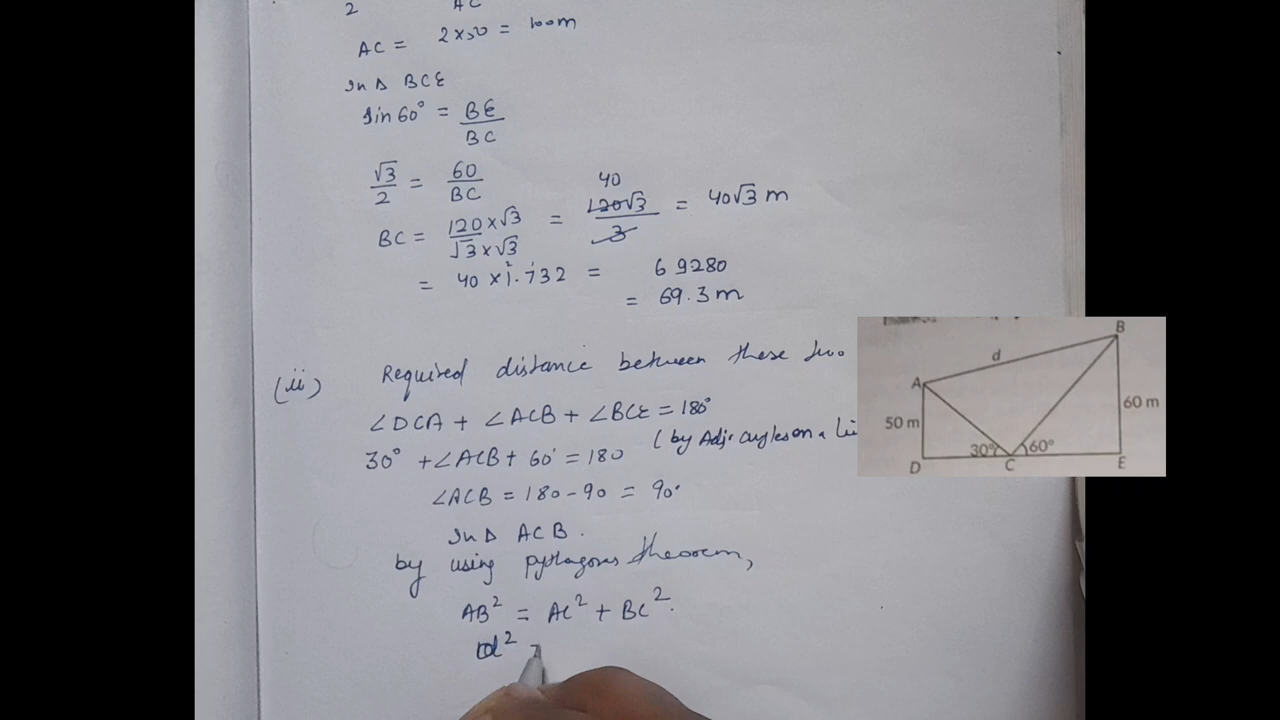 2 AC
AC = 2×50 = 100m
In Δ BCE
Sin 60° = BE/BC
√3/2 = 60/BC
BC = 120×√3/√3×√3 = 40 120√3/3 = 40√3 m
= 40 × 1.732 = 69280
= 69.3 m
(ii) Required distance between these two
∠DCA + ∠ACB + ∠BCE = 180°
(by Adj. angles on a
30° + ∠ACB + 60° = 180
∠ACB = 180 - 90 = 90°
In Δ ACB.
by using pythagoras theorem,
AB² = AC² + BC².
d² =
B
d
A
60 m
50 m
30°
60°
D
C
E